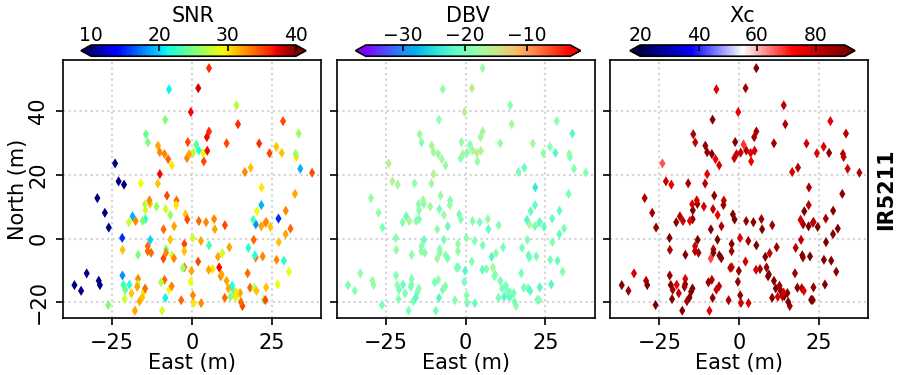 SNR DBV Xc
10 20 30 40 −30 −20 −10 20 40 60 80
North (m)
40
20
0
−20
IR5211
−25 0 25 −25 0 25 −25 0 25
East (m) East (m) East (m)